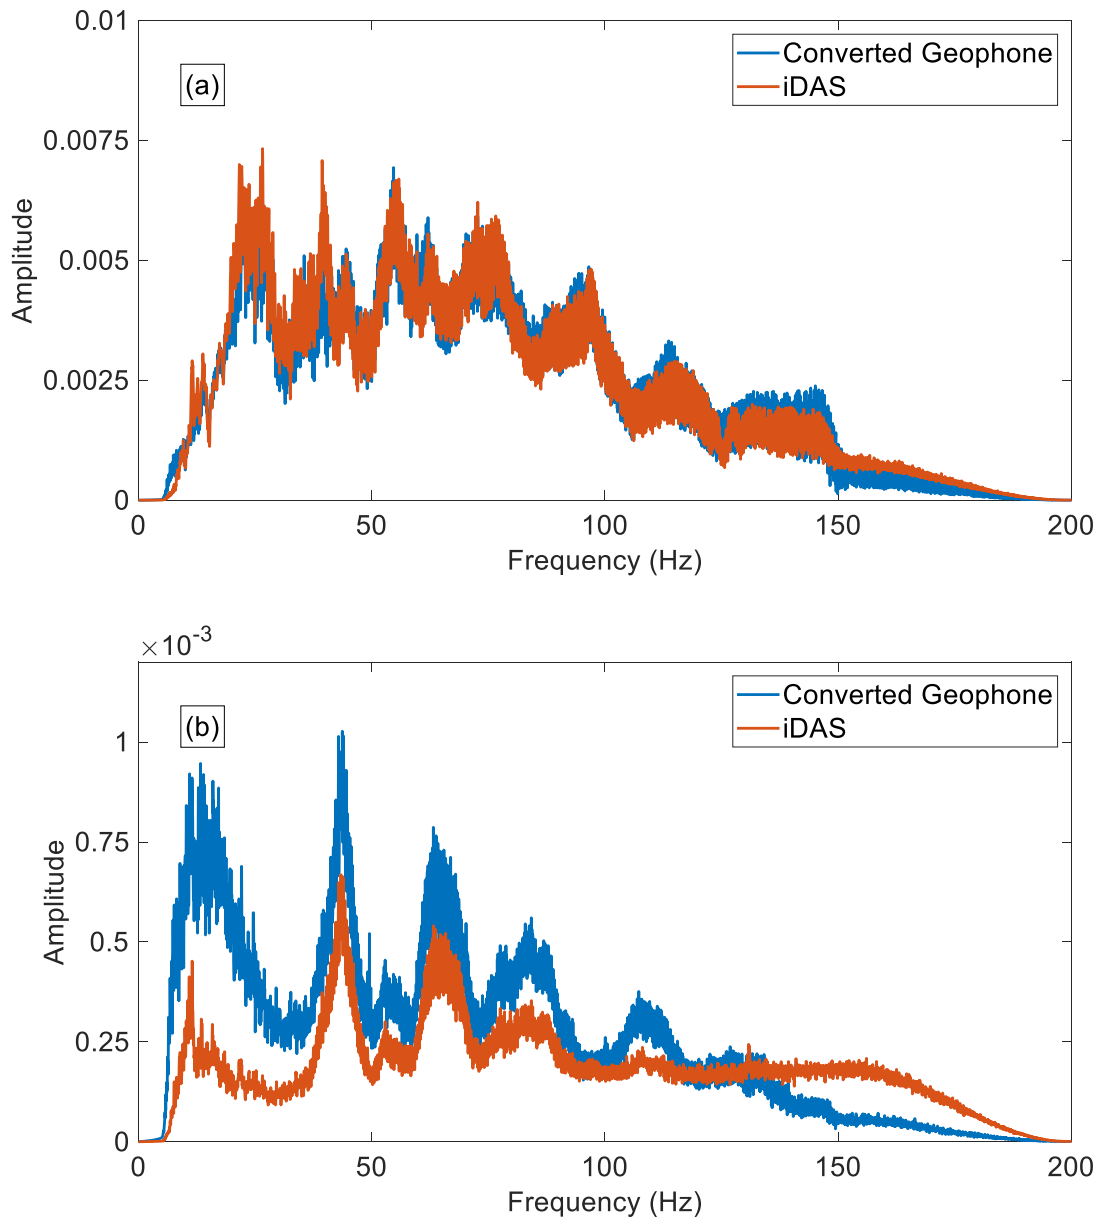 0.01
Converted Geophone
iDAS
(a)
0.0075
0.005
0.0025
0
Amplitude
0 50 100 150 200
Frequency (Hz)
×10-3
Converted Geophone
iDAS
(b)
1
0.75
0.5
0.25
0
Amplitude
0 50 100 150 200
Frequency (Hz)